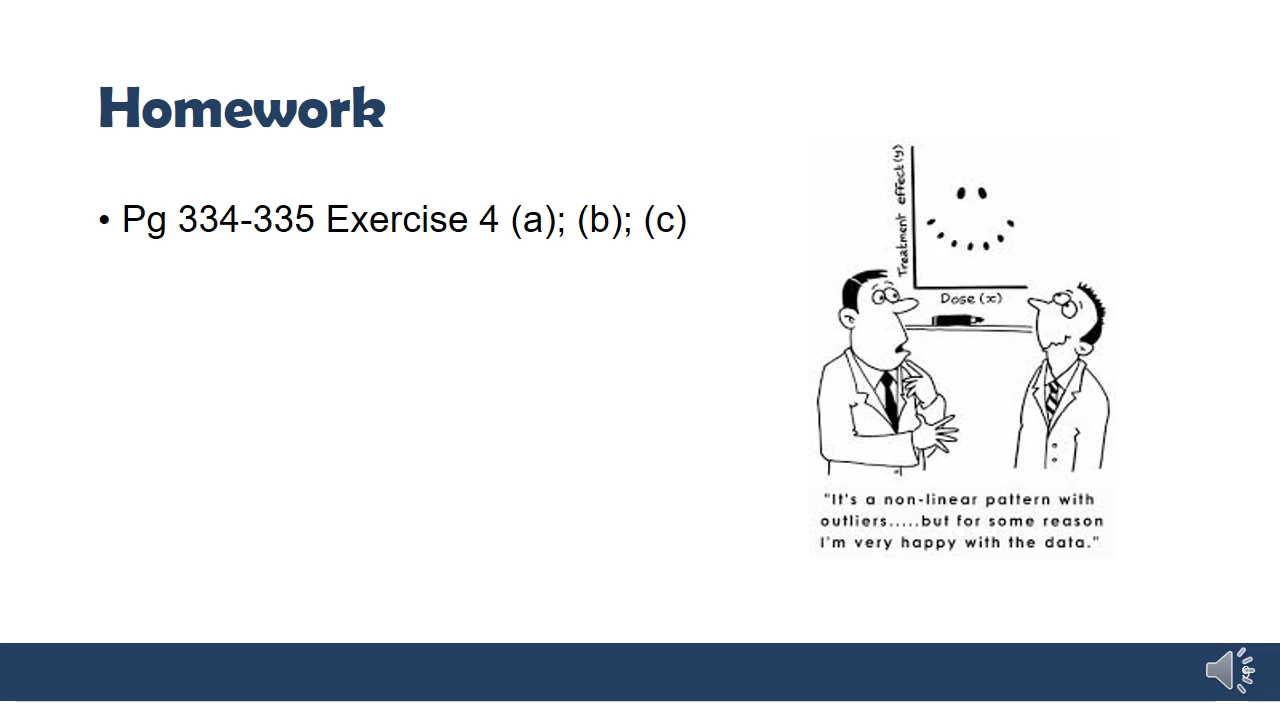 Homework
• Pg 334-335 Exercise 4 (a); (b); (c)
Treatment effect(y)
Dose (x)
"It's a non-linear pattern with
outliers.....but for some reason
I'm very happy with the data."